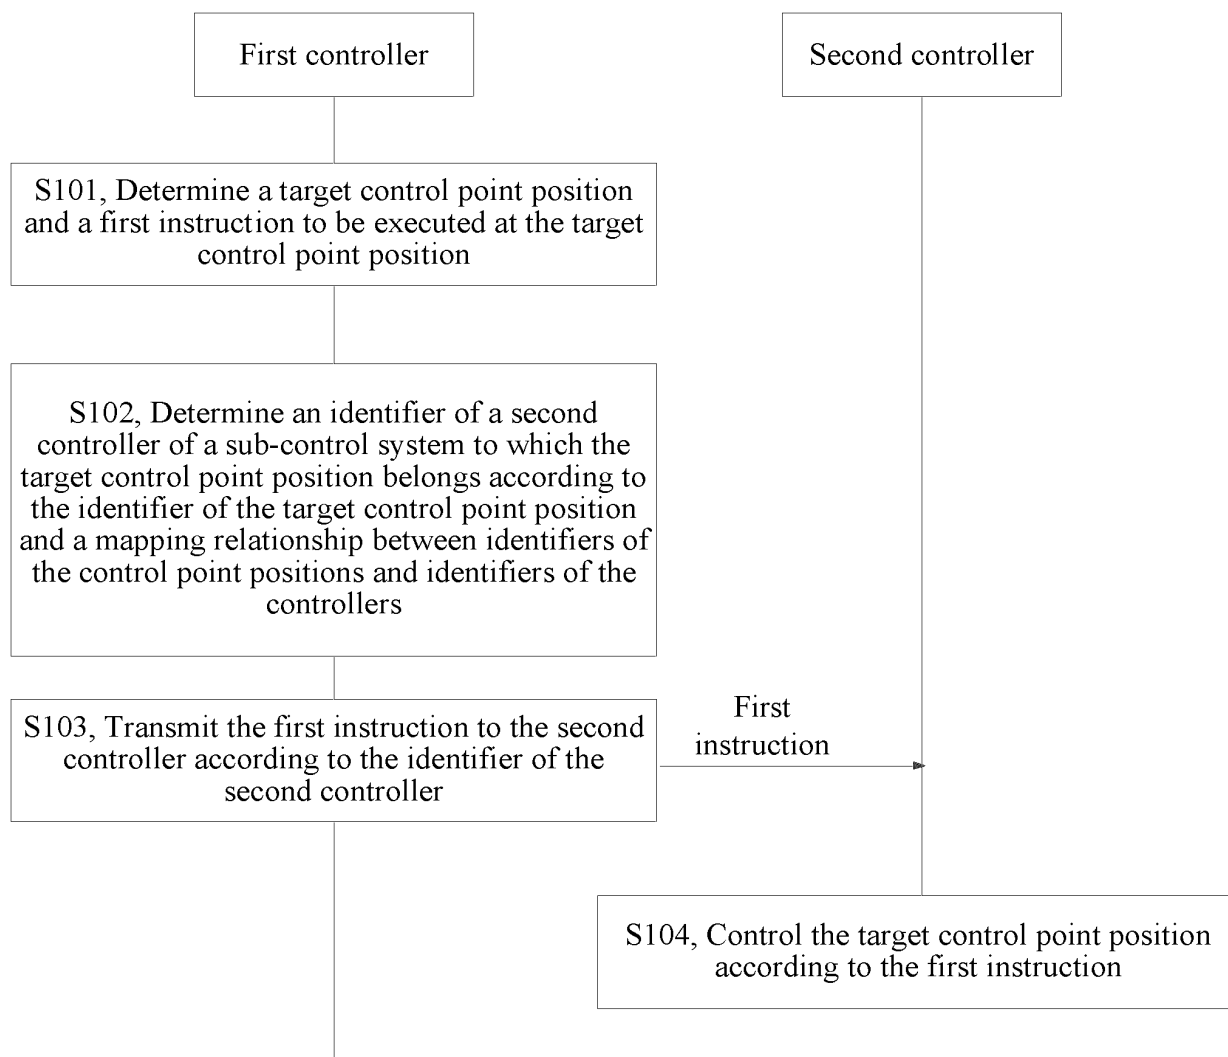 First controller
Second controller
S101, Determine a target control point position
and a first instruction to be executed at the target
control point position
S102, Determine an identifier of a second
controller of a sub-control system to which the
target control point position belongs according to
the identifier of the target control point position
and a mapping relationship between identifiers of
the control point positions and identifiers of the
controllers
S103, Transmit the first instruction to the second
controller according to the identifier of the
second controller
First
instruction
S104, Control the target control point position
according to the first instruction